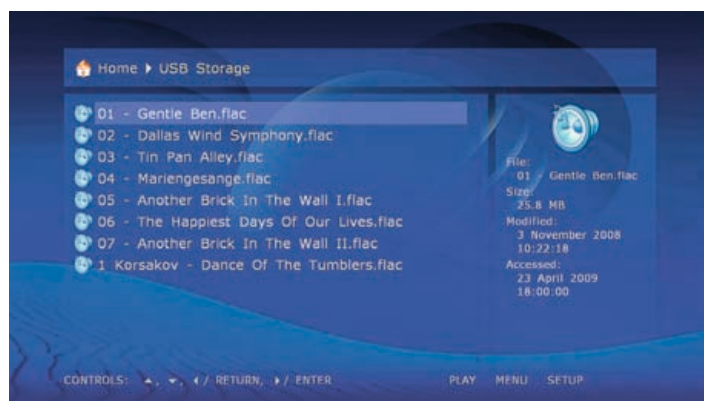 Home ▸ USB Storage
01 - Gentle Ben.flac
02 - Dallas Wind Symphony.flac
03 - Tin Pan Alley.flac
04 - Mariengesange.flac
05 - Another Brick In The Wall I.flac
06 - The Happiest Days Of Our Lives.flac
07 - Another Brick In The Wall II.flac
1 Korsakov - Dance Of The Tumblers.flac
File:
01 - Gentle Ben.flac
Size:
25.8 MB
Modified:
3 November 2008
10:22:18
Accessed:
23 April 2009
18:00:00
CONTROLS: ▲, ▼, ◂/ RETURN, ▸/ ENTER PLAY MENU SETUP